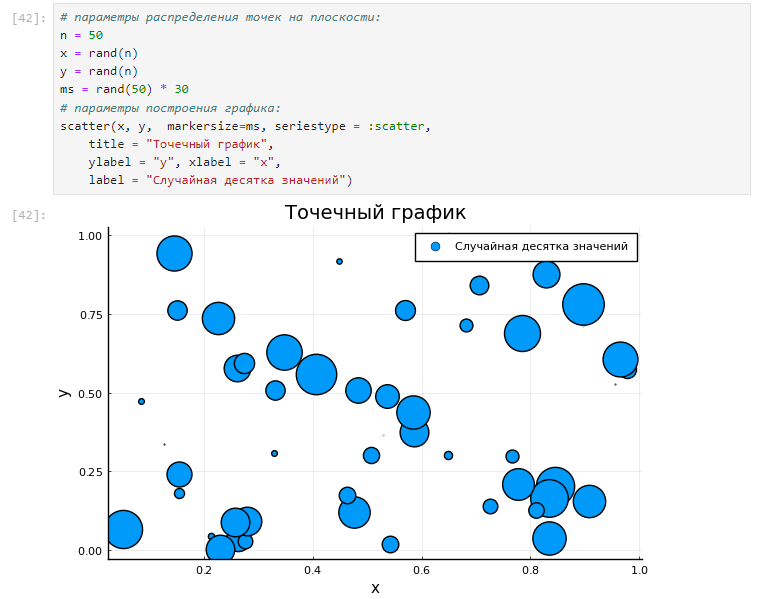 [42]:
# параметры распределения точек на плоскости:
n = 50
x = rand(n)
y = rand(n)
ms = rand(50) * 30
# параметры построения графика:
scatter(x, y,  markersize=ms, seriestype = :scatter,
    title = "Точечный график",
    ylabel = "y", xlabel = "x",
    label = "Случайная десятка значений")
[42]:
Точечный график
Случайная десятка значений
1.00
0.75
0.50
0.25
0.00
y
0.2 0.4 0.6 0.8 1.0
x